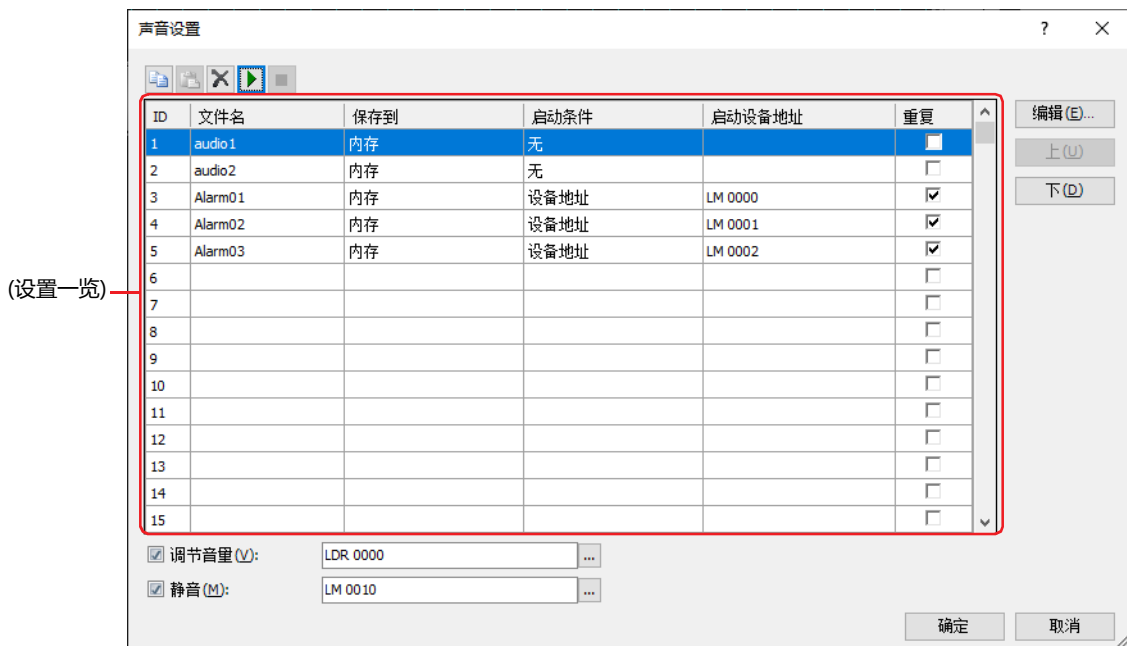 声音设置
ID 文件名 保存到 启动条件 启动设备地址 重复
1 audio1 内存 无
2 audio2 内存 无
3 Alarm01 内存 设备地址 LM 0000
4 Alarm02 内存 设备地址 LM 0001
5 Alarm03 内存 设备地址 LM 0002
6
7
8
9
10
11
12
13
14
15
编辑(E)...
上(U)
下(D)
(设置一览)
调节音量(V): LDR 0000 ...
静音(M): LM 0010 ...
确定 取消